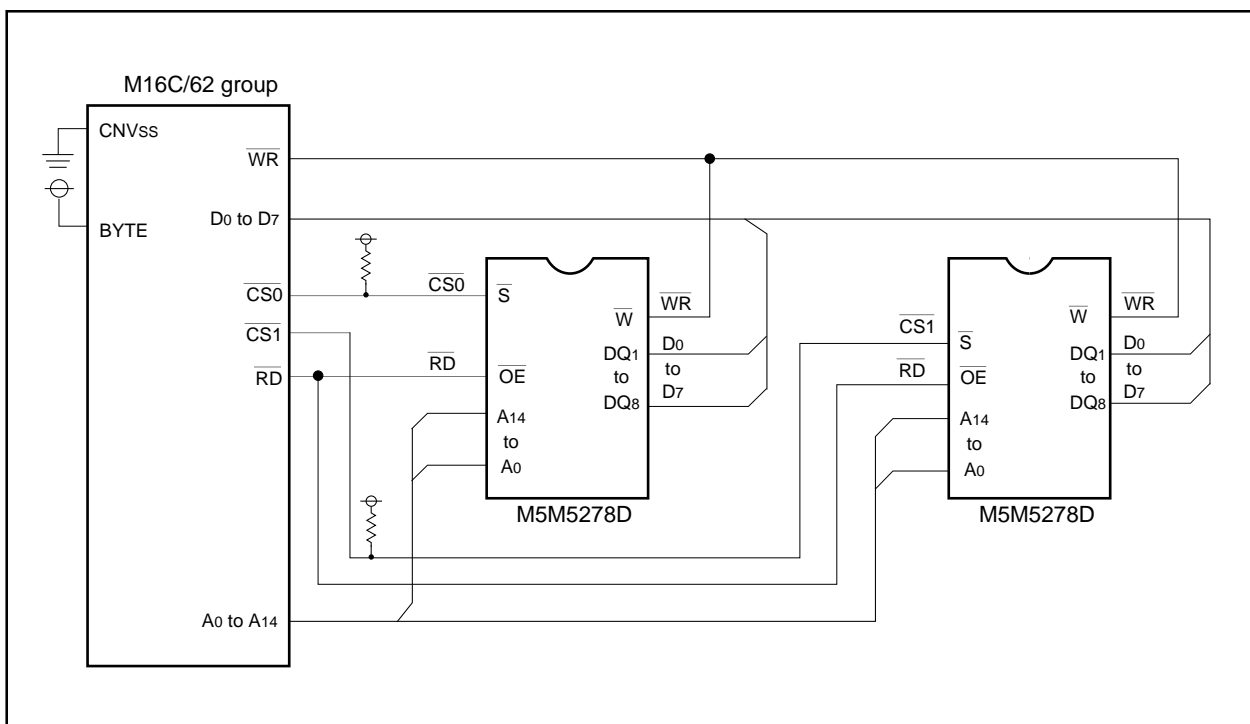 M16C/62 group
CNVSS
WR
D0 to D7
BYTE
CS0
CS1
RD
A0 to A14
CS0
S
RD
OE
A14
to
A0
W
WR
DQ1
to
DQ8
D0
to
D7
M5M5278D
CS1
S
RD
OE
A14
to
A0
W
WR
DQ1
to
DQ8
D0
to
D7
M5M5278D